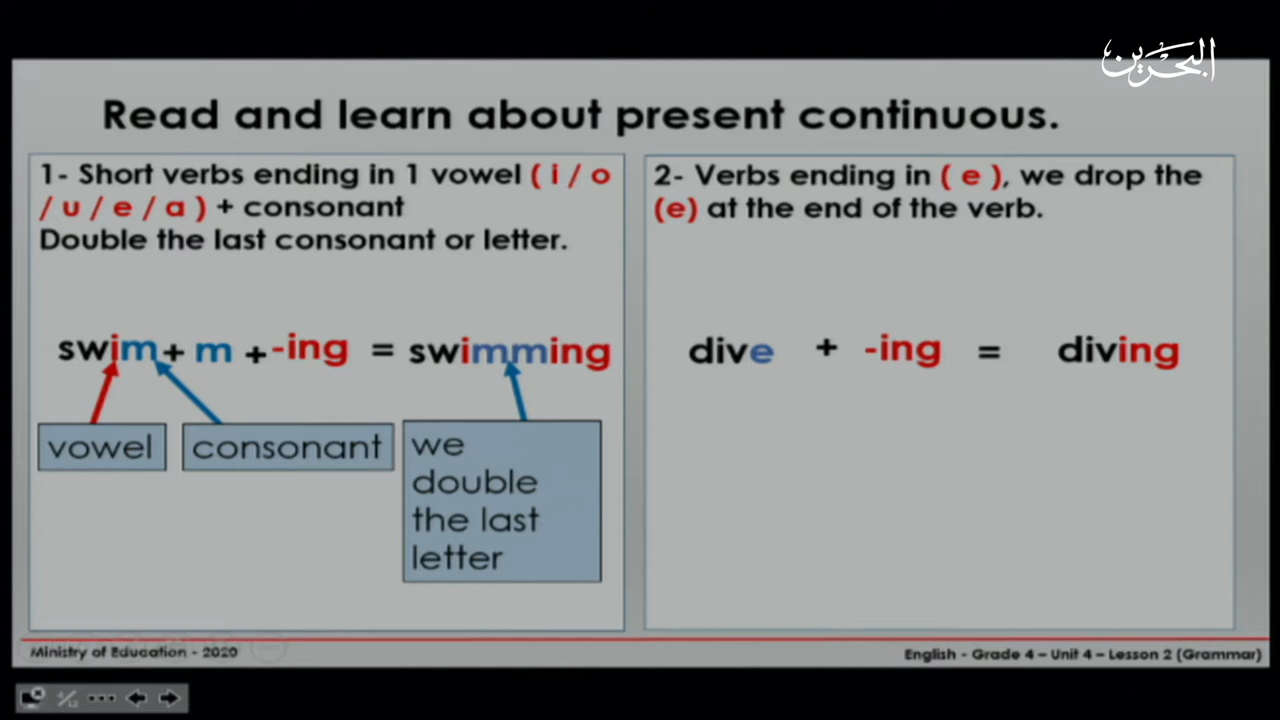 البحرين
Read and learn about present continuous.
1- Short verbs ending in 1 vowel ( i / o
/ u / e / a ) + consonant
Double the last consonant or letter.
swim + m + -ing = swimming
vowel
consonant
we
double
the last
letter
2- Verbs ending in ( e ), we drop the
(e) at the end of the verb.
dive + -ing = diving
Ministry of Education - 2020
English - Grade 4 – Unit 4 – Lesson 2 (Grammar)